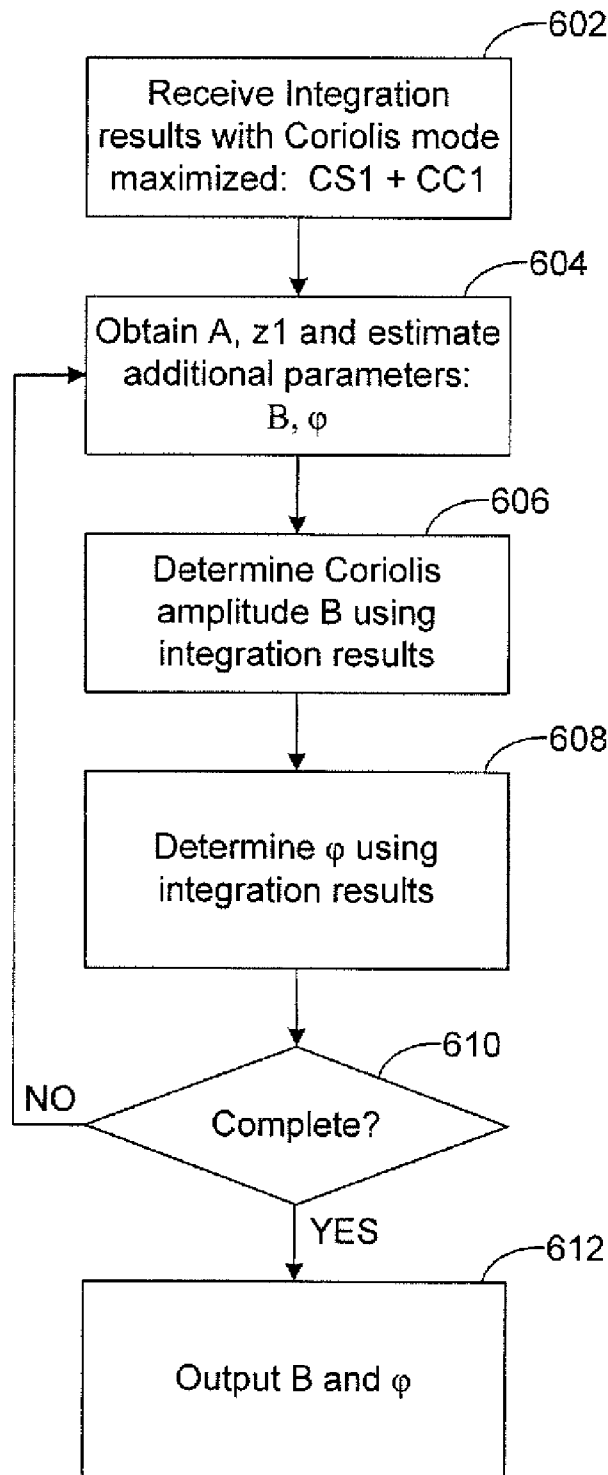 602
Receive Integration
results with Coriolis mode
maximized: CS1 + CC1
604
Obtain A, z1 and estimate
additional parameters:
B, φ
606
Determine Coriolis
amplitude B using
integration results
608
Determine φ using
integration results
610
NO
Complete?
YES
612
Output B and φ